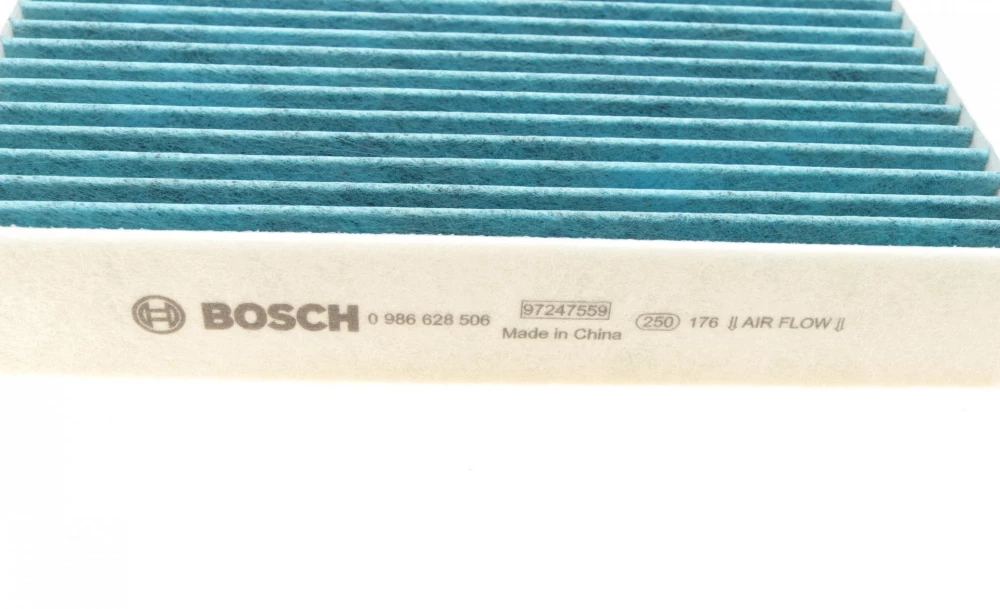 BOSCH 0 986 628 506
97247559
Made in China
250 176 ⇓ AIR FLOW ⇓